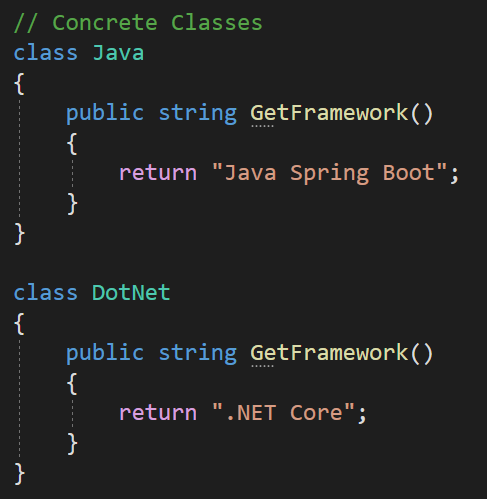 // Concrete Classes
class Java
{
    public string GetFramework()
    {
        return "Java Spring Boot";
    }
}

class DotNet
{
    public string GetFramework()
    {
        return ".NET Core";
    }
}